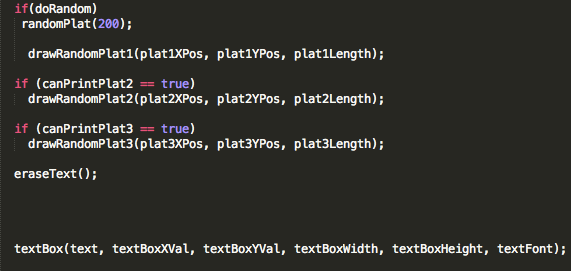 if(doRandom)
randomPlat(200);
drawRandomPlat1(plat1XPos, plat1YPos, plat1Length);
if (canPrintPlat2 == true)
drawRandomPlat2(plat2XPos, plat2YPos, plat2Length);
if (canPrintPlat3 == true)
drawRandomPlat3(plat3XPos, plat3YPos, plat3Length);
eraseText();
textBox(text, textBoxXVal, textBoxYVal, textBoxWidth, textBoxHeight, textFont);